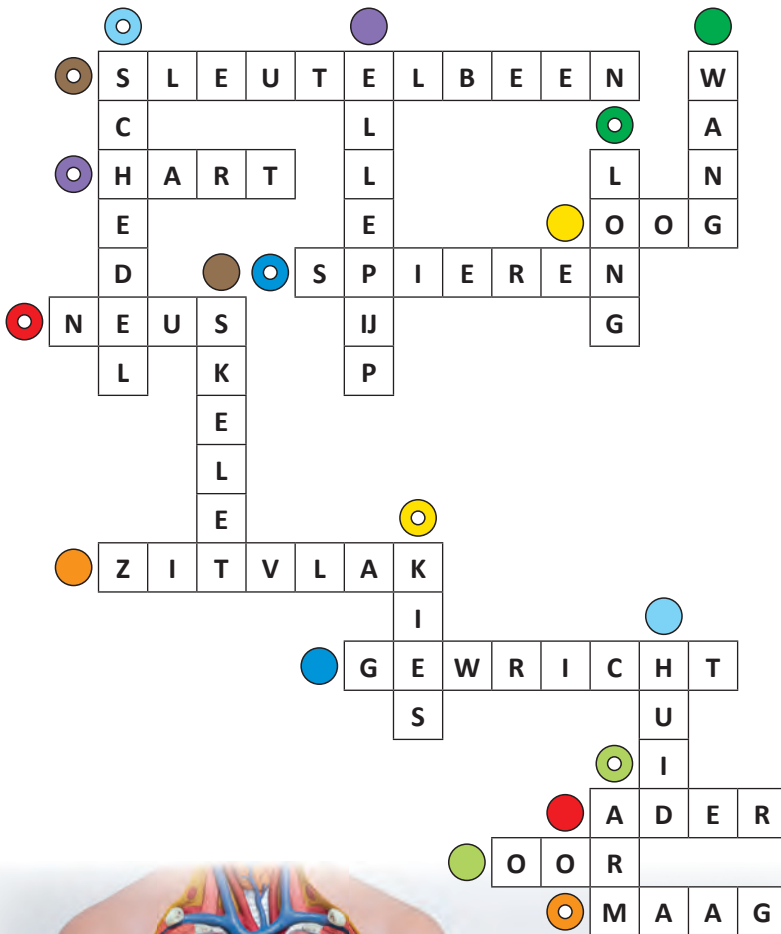 S L E U T E L B E E N W
C L A
H A R T L L N
E E O O G
D S P I E R E N
N E U S IJ G
L K P
E
L
E
Z I T V L A K
I
G E W R I C H T
S U
I
A D E R
O O R
M A A G